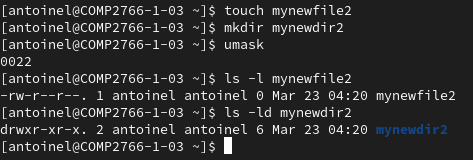 [antoinel@COMP2766-1-03 ~]$ touch mynewfile2
[antoinel@COMP2766-1-03 ~]$ mkdir mynewdir2
[antoinel@COMP2766-1-03 ~]$ umask
0022
[antoinel@COMP2766-1-03 ~]$ ls -l mynewfile2
-rw-r--r--. 1 antoinel antoinel 0 Mar 23 04:20 mynewfile2
[antoinel@COMP2766-1-03 ~]$ ls -ld mynewdir2
drwxr-xr-x. 2 antoinel antoinel 6 Mar 23 04:20 mynewdir2
[antoinel@COMP2766-1-03 ~]$